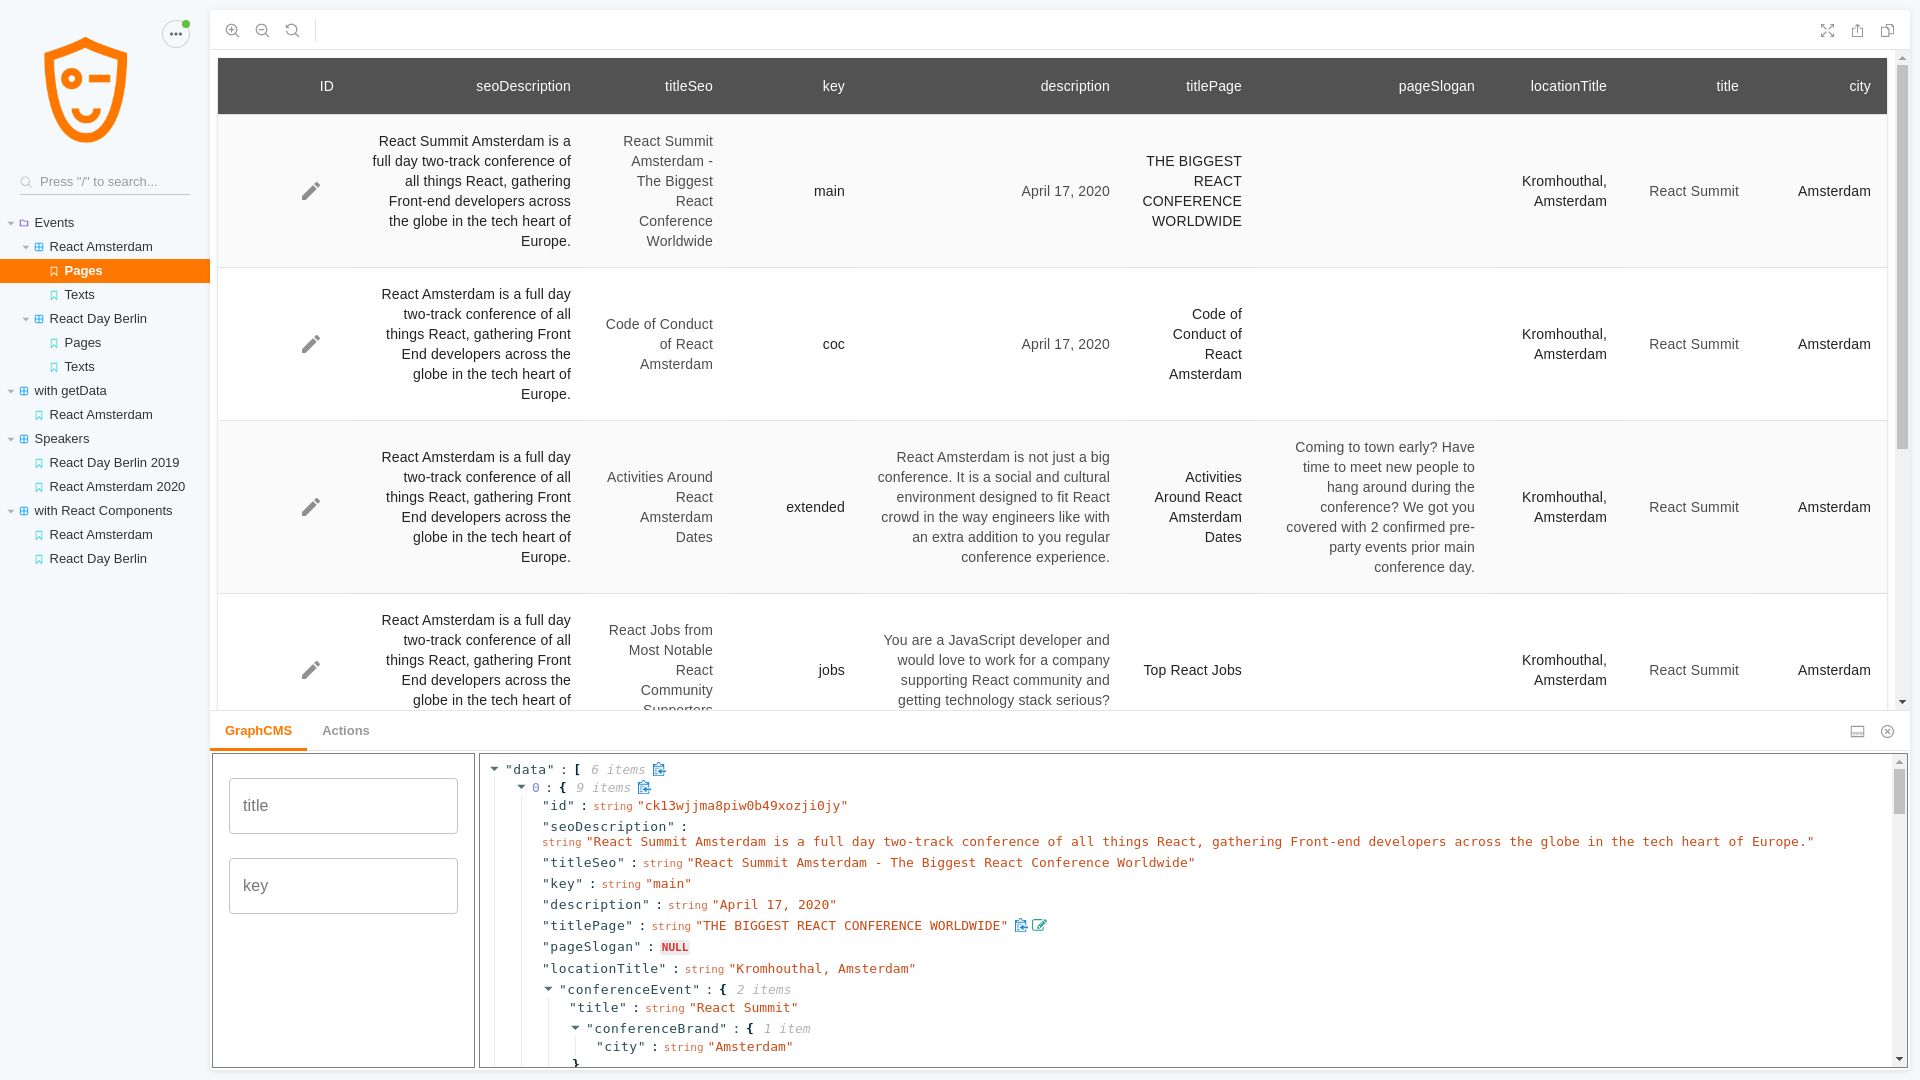 Press "/" to search...
Events
React Amsterdam
Pages
Texts
React Day Berlin
Pages
Texts
with getData
React Amsterdam
Speakers
React Day Berlin 2019
React Amsterdam 2020
with React Components
React Amsterdam
React Day Berlin
ID seoDescription titleSeo key description titlePage pageSlogan locationTitle title city
React Summit Amsterdam is a
full day two-track conference of
all things React, gathering
Front-end developers across
the globe in the tech heart of
Europe.
React Summit
Amsterdam -
The Biggest
React
Conference
Worldwide
main
April 17, 2020
THE BIGGEST
REACT
CONFERENCE
WORLDWIDE
Kromhouthal,
Amsterdam
React Summit
Amsterdam
React Amsterdam is a full day
two-track conference of all
things React, gathering Front
End developers across the
globe in the tech heart of
Europe.
Code of Conduct
of React
Amsterdam
coc
April 17, 2020
Code of
Conduct of
React
Amsterdam
Kromhouthal,
Amsterdam
React Summit
Amsterdam
React Amsterdam is a full day
two-track conference of all
things React, gathering Front
End developers across the
globe in the tech heart of
Europe.
Activities Around
React
Amsterdam
Dates
extended
React Amsterdam is not just a big
conference. It is a social and cultural
environment designed to fit React
crowd in the way engineers like with
an extra addition to you regular
conference experience.
Activities
Around React
Amsterdam
Dates
Coming to town early? Have
time to meet new people to
hang around during the
conference? We got you
covered with 2 confirmed pre-
party events prior main
conference day.
Kromhouthal,
Amsterdam
React Summit
Amsterdam
React Amsterdam is a full day
two-track conference of all
things React, gathering Front
End developers across the
globe in the tech heart of
React Jobs from
Most Notable
React
Community
Supporters
jobs
You are a JavaScript developer and
would love to work for a company
supporting React community and
getting technology stack serious?
Top React Jobs
Kromhouthal,
Amsterdam
React Summit
Amsterdam
GraphCMS Actions
title
key
"data" : [ 6 items
0 : { 9 items
"id" : string "ck13wjjma8piw0b49xozji0jy"
"seoDescription" :
string "React Summit Amsterdam is a full day two-track conference of all things React, gathering Front-end developers across the globe in the tech heart of Europe."
"titleSeo" : string "React Summit Amsterdam - The Biggest React Conference Worldwide"
"key" : string "main"
"description" : string "April 17, 2020"
"titlePage" : string "THE BIGGEST REACT CONFERENCE WORLDWIDE"
"pageSlogan" : NULL
"locationTitle" : string "Kromhouthal, Amsterdam"
"conferenceEvent" : { 2 items
"title" : string "React Summit"
"conferenceBrand" : { 1 item
"city" : string "Amsterdam"
}